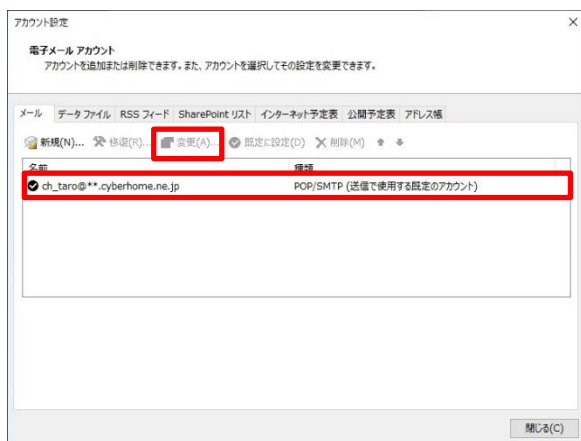 アカウント設定
電子メール アカウント
アカウントを追加または削除できます。また、アカウントを選択してその設定を変更できます。
メール データ ファイル RSS フィード SharePoint リスト インターネット予定表 公開予定表 アドレス帳
新規(N)... 修復(R)... 変更(A)... 既定に設定(D) 削除(M)
名前 種類
ch_taro@**.cyberhome.ne.jp POP/SMTP (送信で使用する既定のアカウント)
閉じる(C)